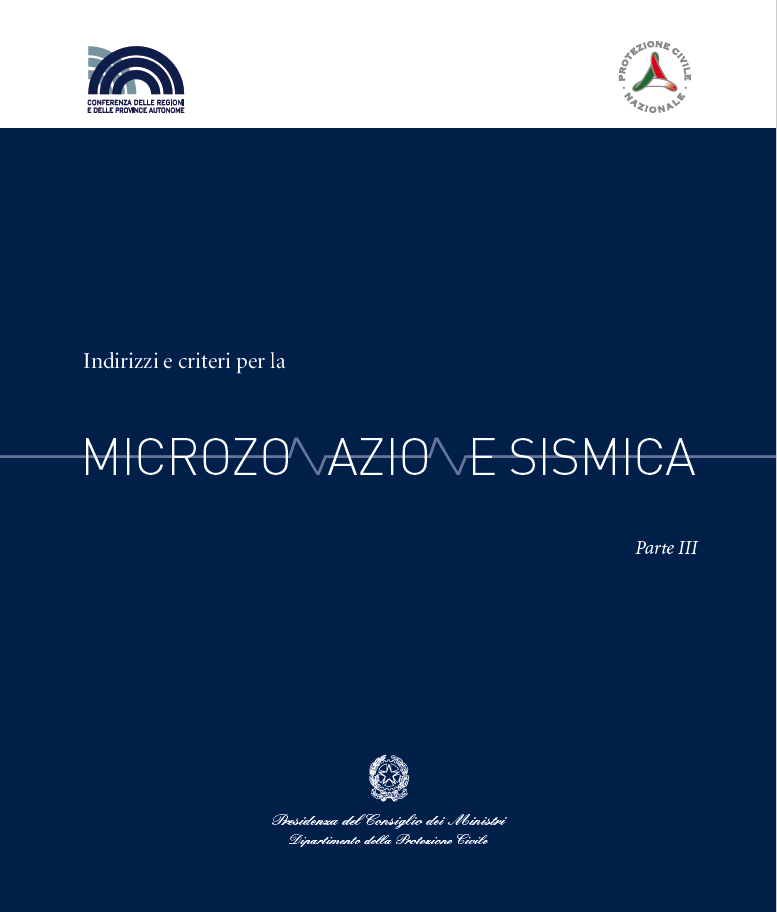 CONFERENZA DELLE REGIONI
E DELLE PROVINCE AUTONOME
PROTEZIONE CIVILE
NAZIONALE
Indirizzi e criteri per la
MICROZONAZIONE SISMICA
Parte III
Presidenza del Consiglio dei Ministri
Dipartimento della Protezione Civile